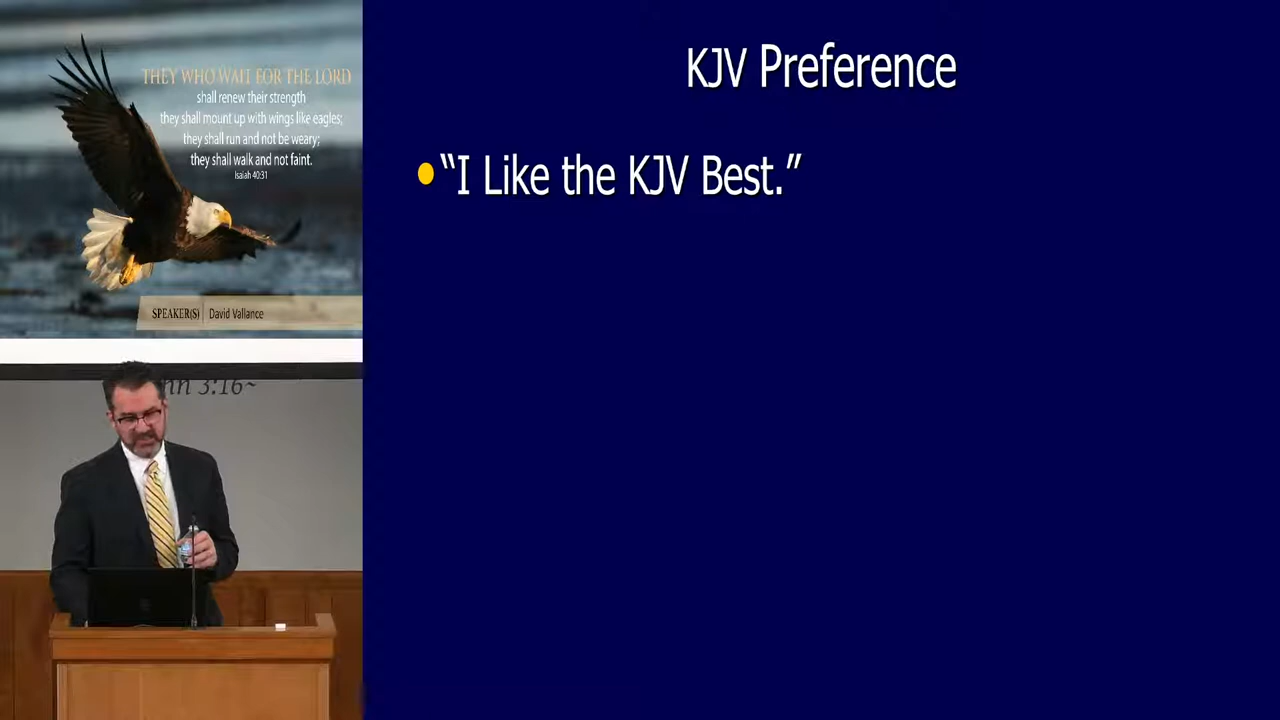 THEY WHO WAIT FOR THE LORD
shall renew their strength
they shall mount up with wings like eagles;
they shall run and not be weary;
they shall walk and not faint.
Isaiah 40:31
SPEAKER(S) David Vallance
3:16~
KJV Preference
“I Like the KJV Best.”